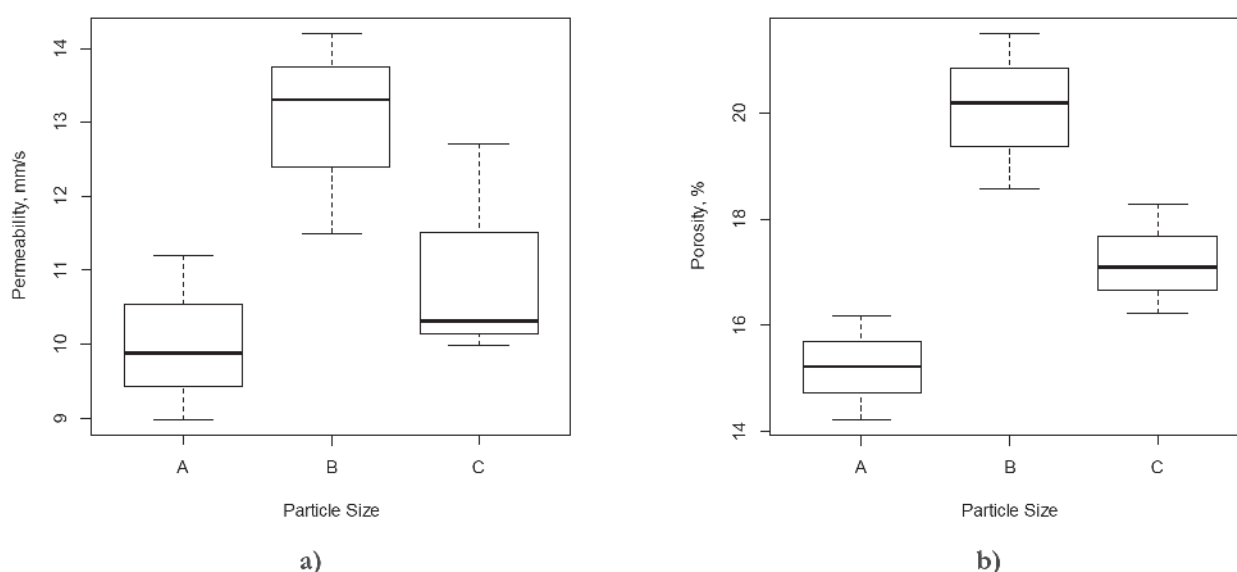 Permeability, mm/s
14
13
12
11
10
9
A B C
Particle Size
a)
Porosity, %
20
18
16
14
A B C
Particle Size
b)